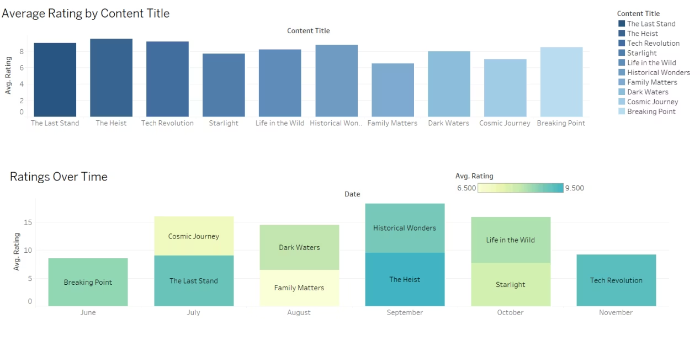 Average Rating by Content Title
Content Title
Avg. Rating
8
6
4
2
0
The Last Stand
The Heist
Tech Revolution
Starlight
Life in the Wild
Historical Won..
Family Matters
Dark Waters
Cosmic Journey
Breaking Point
Content Title
The Last Stand
The Heist
Tech Revolution
Starlight
Life in the Wild
Historical Wonders
Family Matters
Dark Waters
Cosmic Journey
Breaking Point
Ratings Over Time
Avg. Rating
6.500 9.500
Date
Avg. Rating
15
10
5
0
Breaking Point
Cosmic Journey
The Last Stand
Dark Waters
Family Matters
Historical Wonders
The Heist
Life in the Wild
Starlight
Tech Revolution
June
July
August
September
October
November